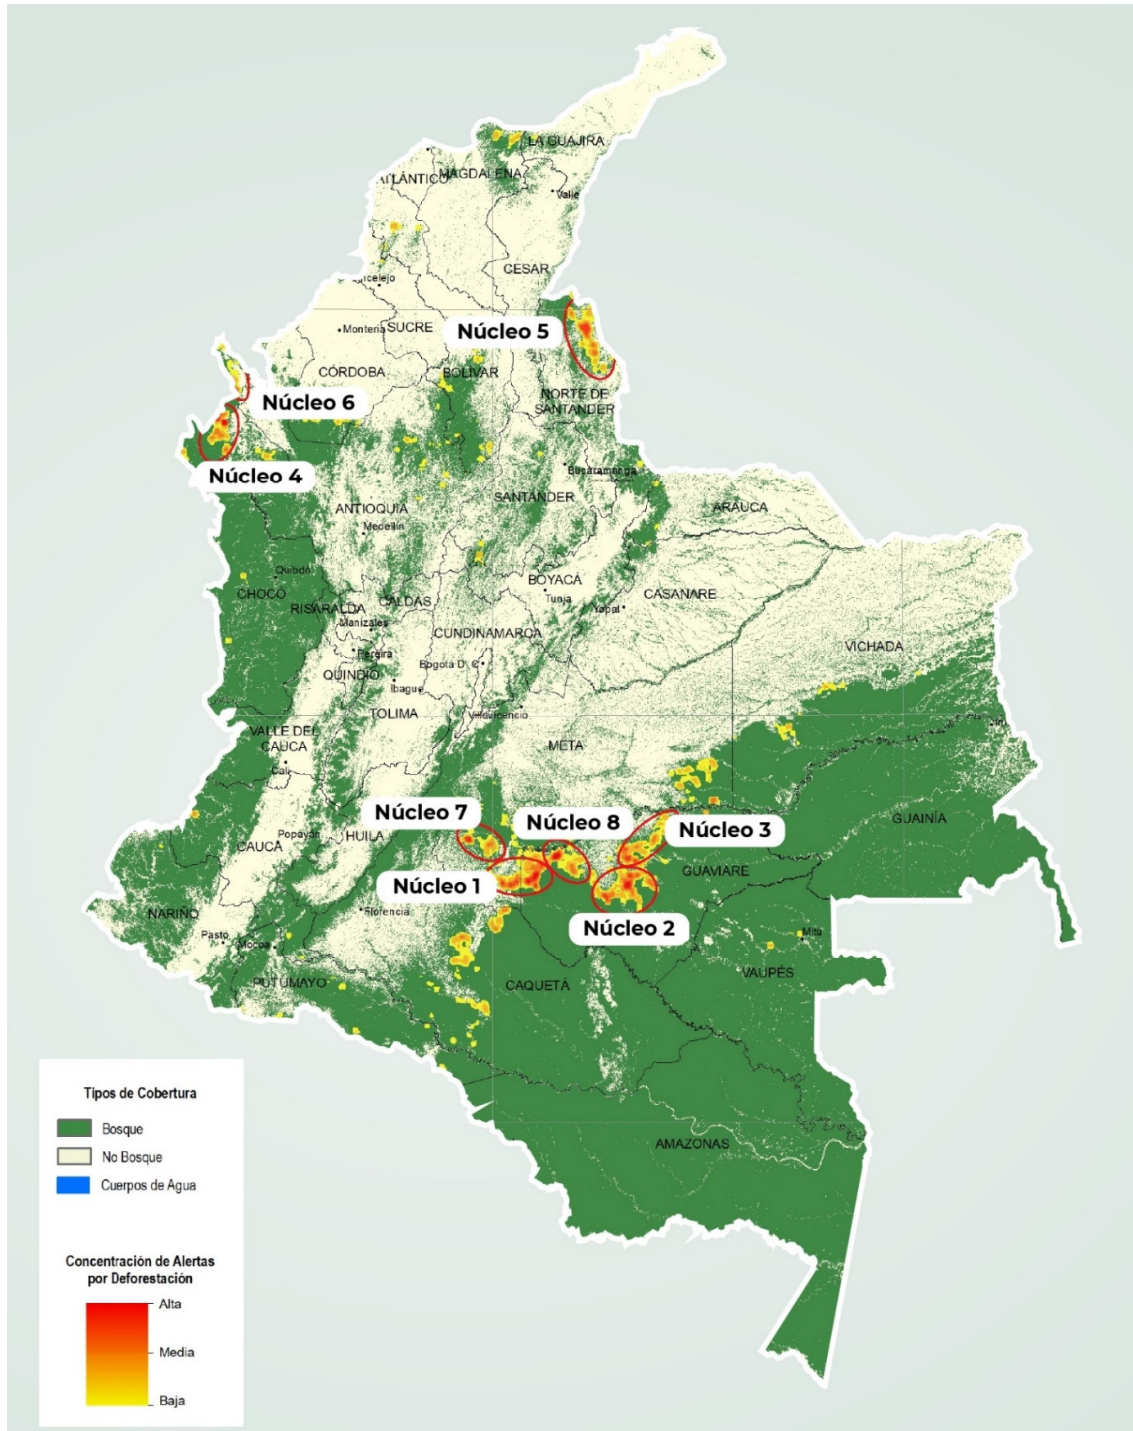 LA GUAJIRA
ATLÁNTICO
MAGDALENA
Valle
CESAR
ncelejo
Núcleo 5
SUCRE
Montería
CÓRDOBA
BOLIVAR
NORTE DE
SANTANDER
Núcleo 6
Núcleo 4
Bucaramanga
SANTANDER
ANTIOQUIA
Medellín
ARAUCA
Quibdó
CHOCÓ
BOYACÁ
Tunja
CASANARE
Yopal
RISARALDA
CALDAS
Manizales
CUNDINAMARCA
Pereira
Bogotá D. C
VICHADA
QUINDÍO
Ibagué
TOLIMA
Villavicencio
VALLE DEL
CAUCA
Cali
META
Núcleo 7
Núcleo 8
Núcleo 3
Popayán
HUILA
CAUCA
GUAINÍA
Núcleo 1
GUAVIARE
NARIÑO
Florencia
Núcleo 2
Pasto
Mocoa
Mitú
VAUPÉS
PUTUMAYO
CAQUETÁ
AMAZONAS
Tipos de Cobertura
Bosque
No Bosque
Cuerpos de Agua
Concentración de Alertas
por Deforestación
Alta
Media
Baja